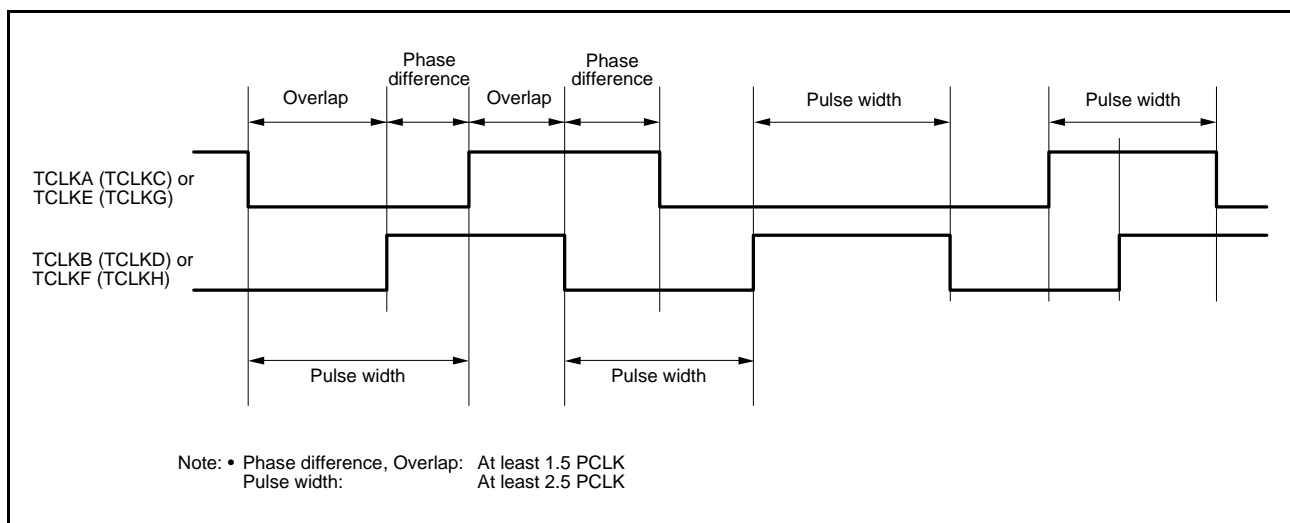 Phase
difference
Phase
difference
Overlap
Overlap
Pulse width
Pulse width
TCLKA (TCLKC) or
TCLKE (TCLKG)
TCLKB (TCLKD) or
TCLKF (TCLKH)
Pulse width
Pulse width
Note: • Phase difference, Overlap: At least 1.5 PCLK
Pulse width: At least 2.5 PCLK